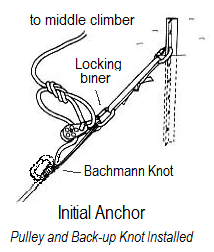 to middle climber
Locking
biner
Bachmann Knot
Initial Anchor
Pulley and Back-up Knot Installed